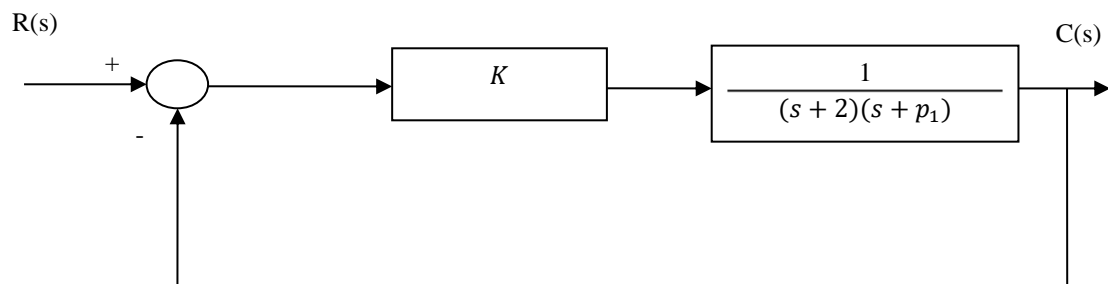 R(s)
C(s)
+
𝐾
1
(𝑠 + 2)(𝑠 + 𝑝₁)
-